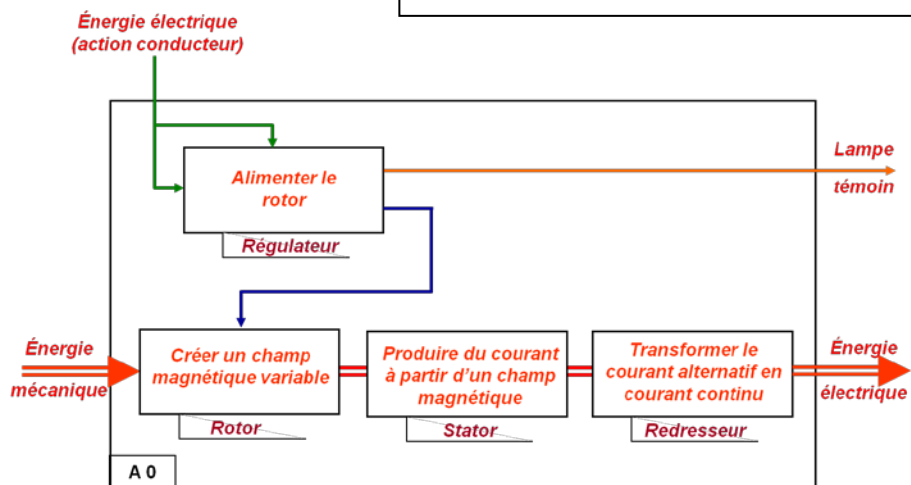 Énergie électrique
(action conducteur)
Alimenter le
rotor
Régulateur
Lampe
témoin
Énergie
mécanique
Créer un champ
magnétique variable
Rotor
Produire du courant
à partir d’un champ
magnétique
Stator
Transformer le
courant alternatif en
courant continu
Redresseur
Énergie
électrique
A 0